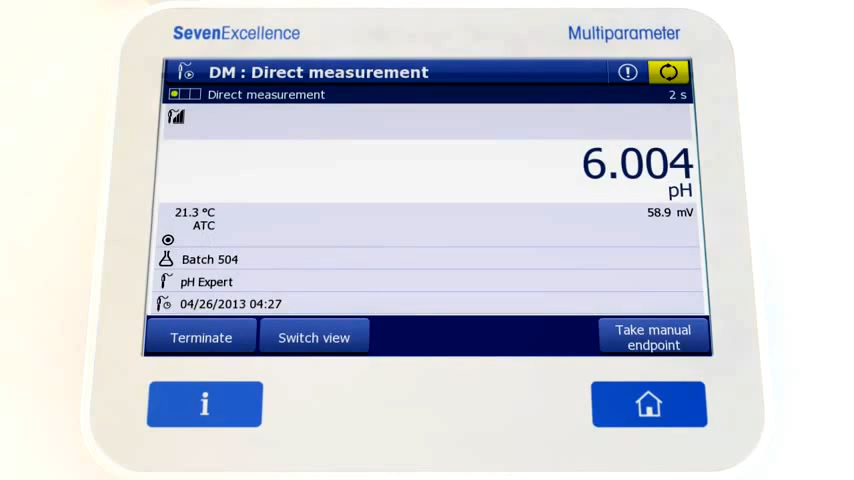 SevenExcellence
Multiparameter
DM : Direct measurement
Direct measurement
2 s
6.004
pH
21.3 °C
58.9 mV
ATC
Batch 504
pH Expert
04/26/2013 04:27
Terminate
Switch view
Take manual
endpoint
i